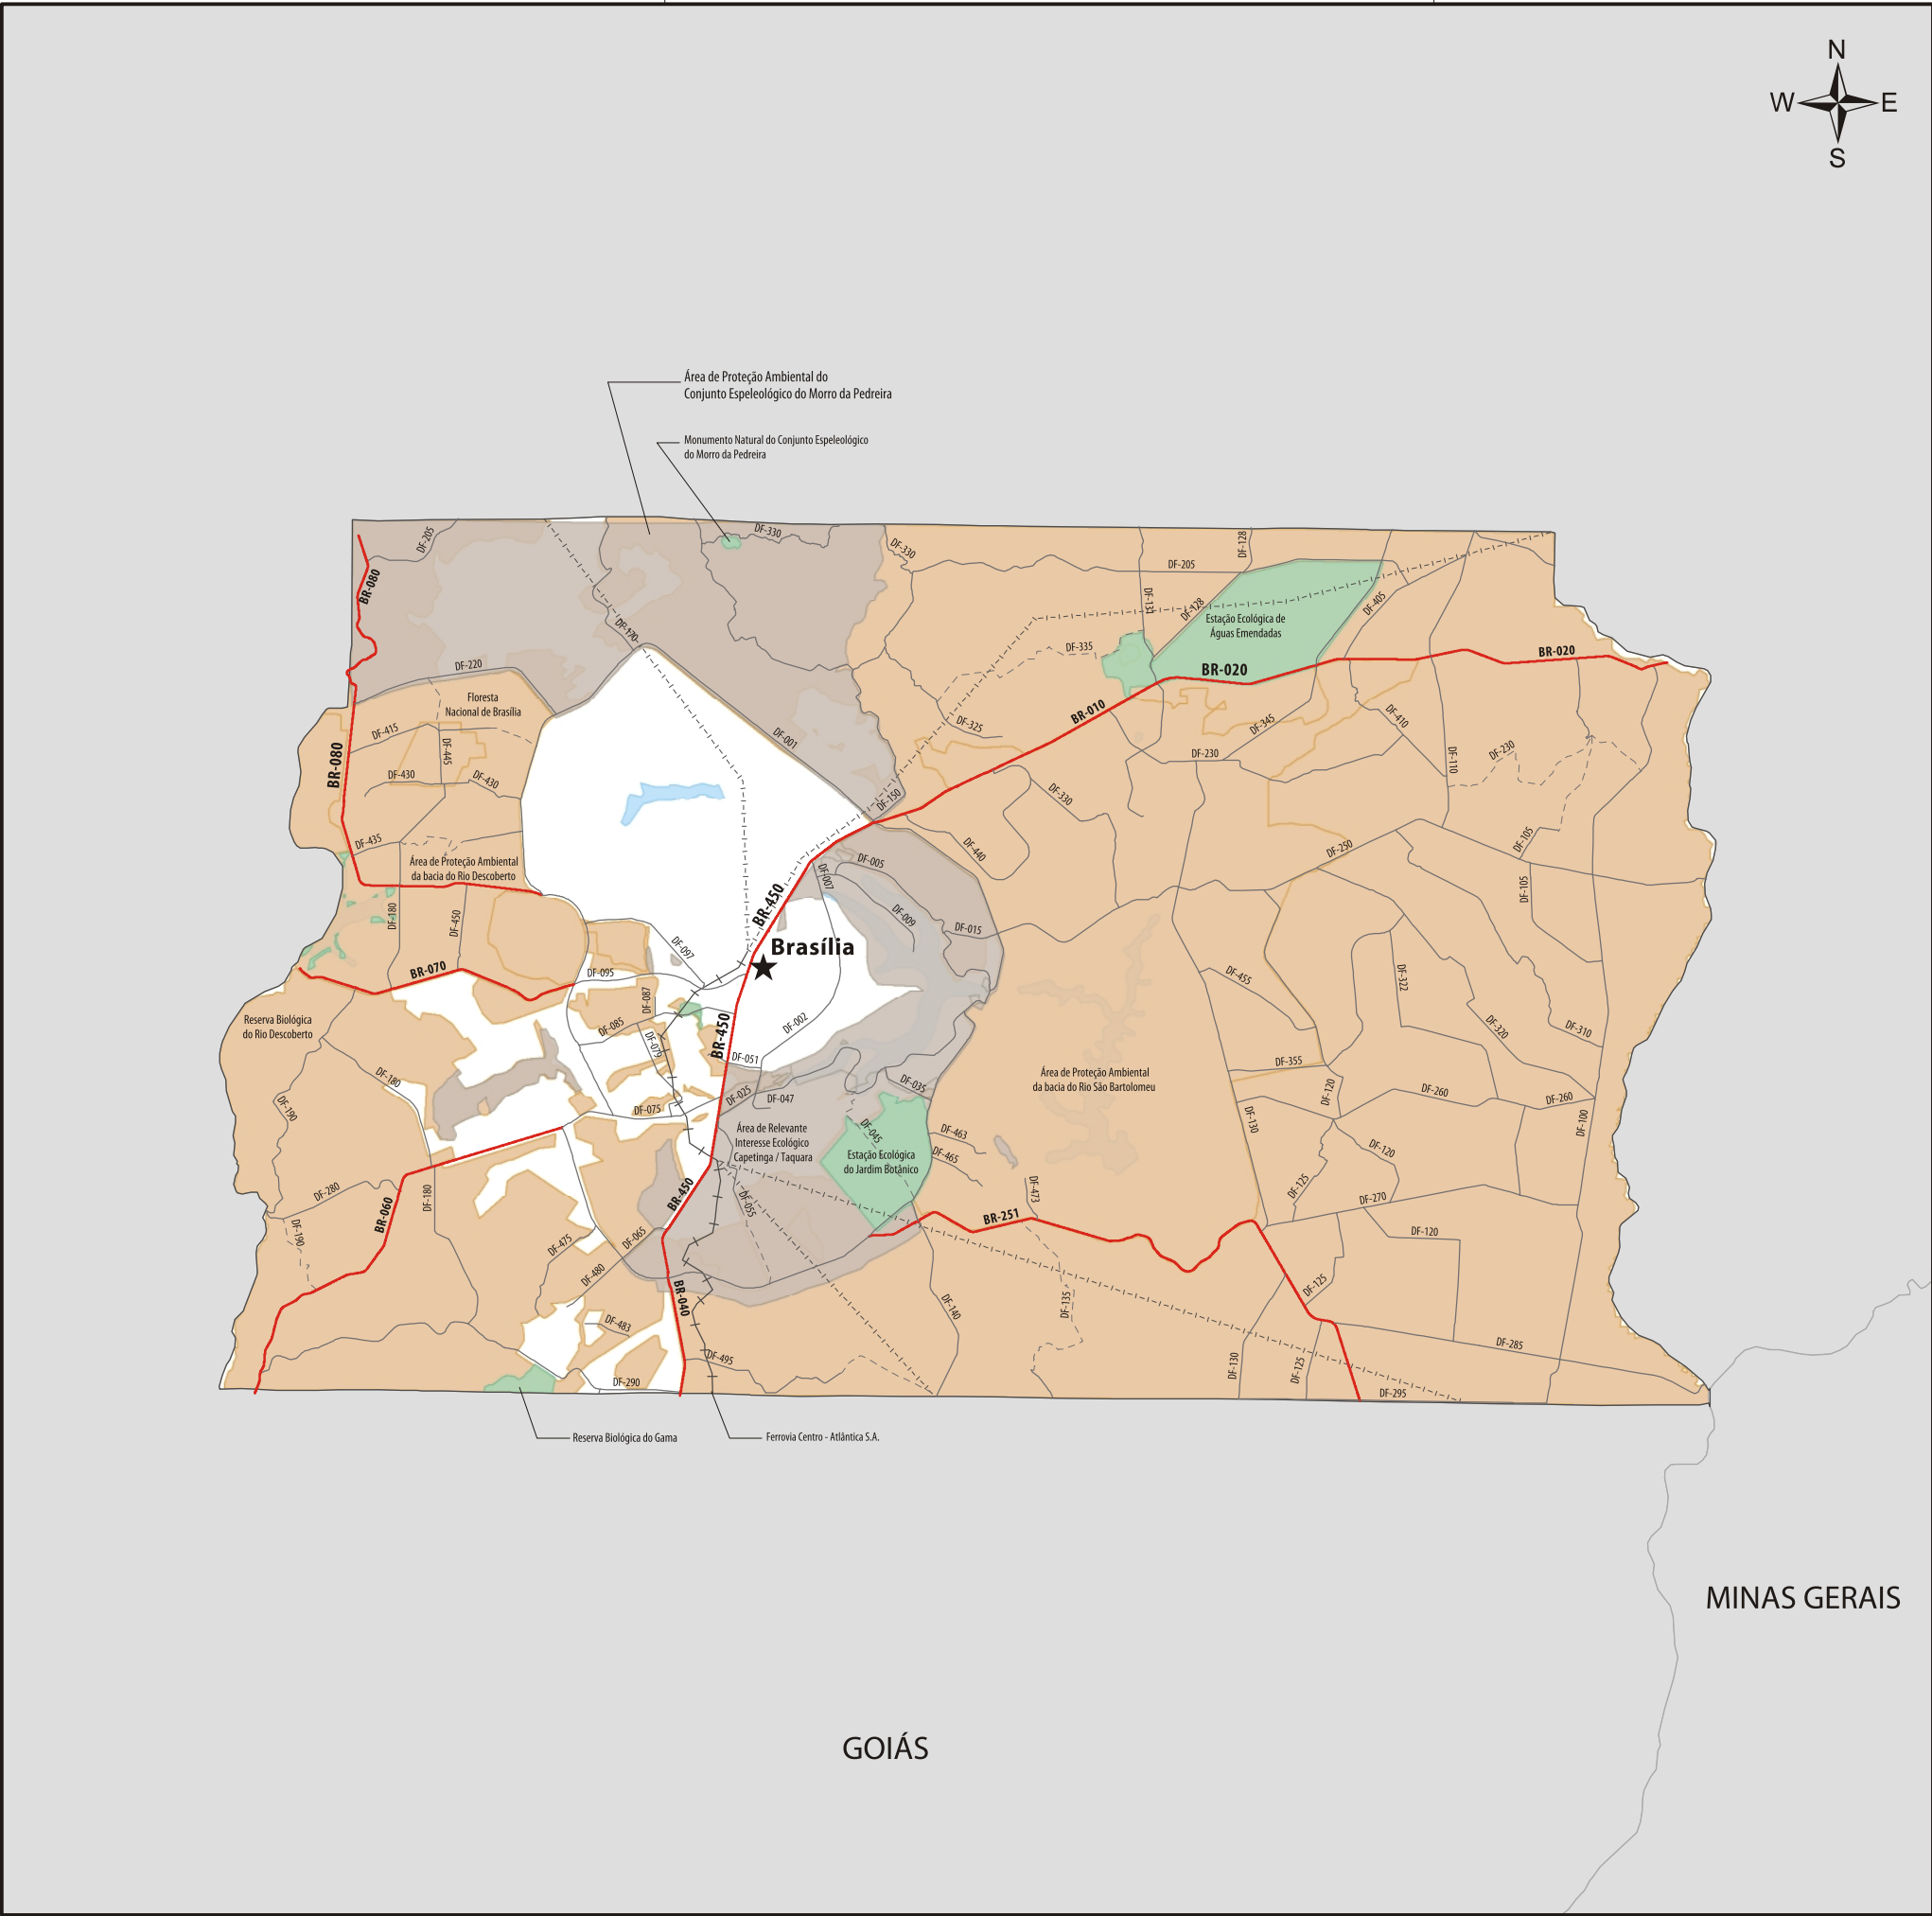 N
W
E
S
Área de Proteção Ambiental do
Conjunto Espeleológico do Morro da Pedreira
Monumento Natural do Conjunto Espeleológico
do Morro da Pedreira
DF-205
DF-330
DF-330
DF-128
DF-205
BR-080
DF-131
DF-128
DF-405
DF-170
Estação Ecológica de
Águas Emendadas
DF-335
BR-020
DF-220
BR-020
Floresta
Nacional de Brasília
BR-010
DF-415
DF-001
DF-325
DF-345
DF-410
DF-445
DF-230
DF-110
DF-230
BR-080
DF-430
DF-430
DF-150
DF-330
DF-435
DF-440
DF-250
DF-105
Área de Proteção Ambiental
da bacia do Rio Descoberto
DF-005
DF-007
DF-105
BR-450
DF-180
DF-450
DF-009
DF-015
DF-097
Brasília
BR-070
DF-095
DF-455
DF-322
DF-087
Reserva Biológica
do Rio Descoberto
DF-085
DF-002
BR-450
DF-079
DF-320
DF-310
DF-051
DF-355
Área de Proteção Ambiental
da bacia do Rio São Bartolomeu
DF-180
DF-035
DF-025
DF-047
DF-120
DF-260
DF-260
DF-190
DF-075
DF-130
DF-100
Área de Relevante
Interesse Ecológico
Capetinga / Taquara
DF-045
DF-463
DF-465
DF-120
Estação Ecológica
do Jardim Botânico
DF-280
DF-180
BR-450
DF-055
DF-473
DF-125
DF-270
BR-060
DF-190
BR-251
DF-120
DF-475
DF-065
DF-480
DF-125
BR-040
DF-140
DF-135
DF-483
DF-495
DF-130
DF-125
DF-285
DF-290
DF-295
Reserva Biológica do Gama
Ferrovia Centro - Atlântica S.A.
MINAS GERAIS
GOIÁS